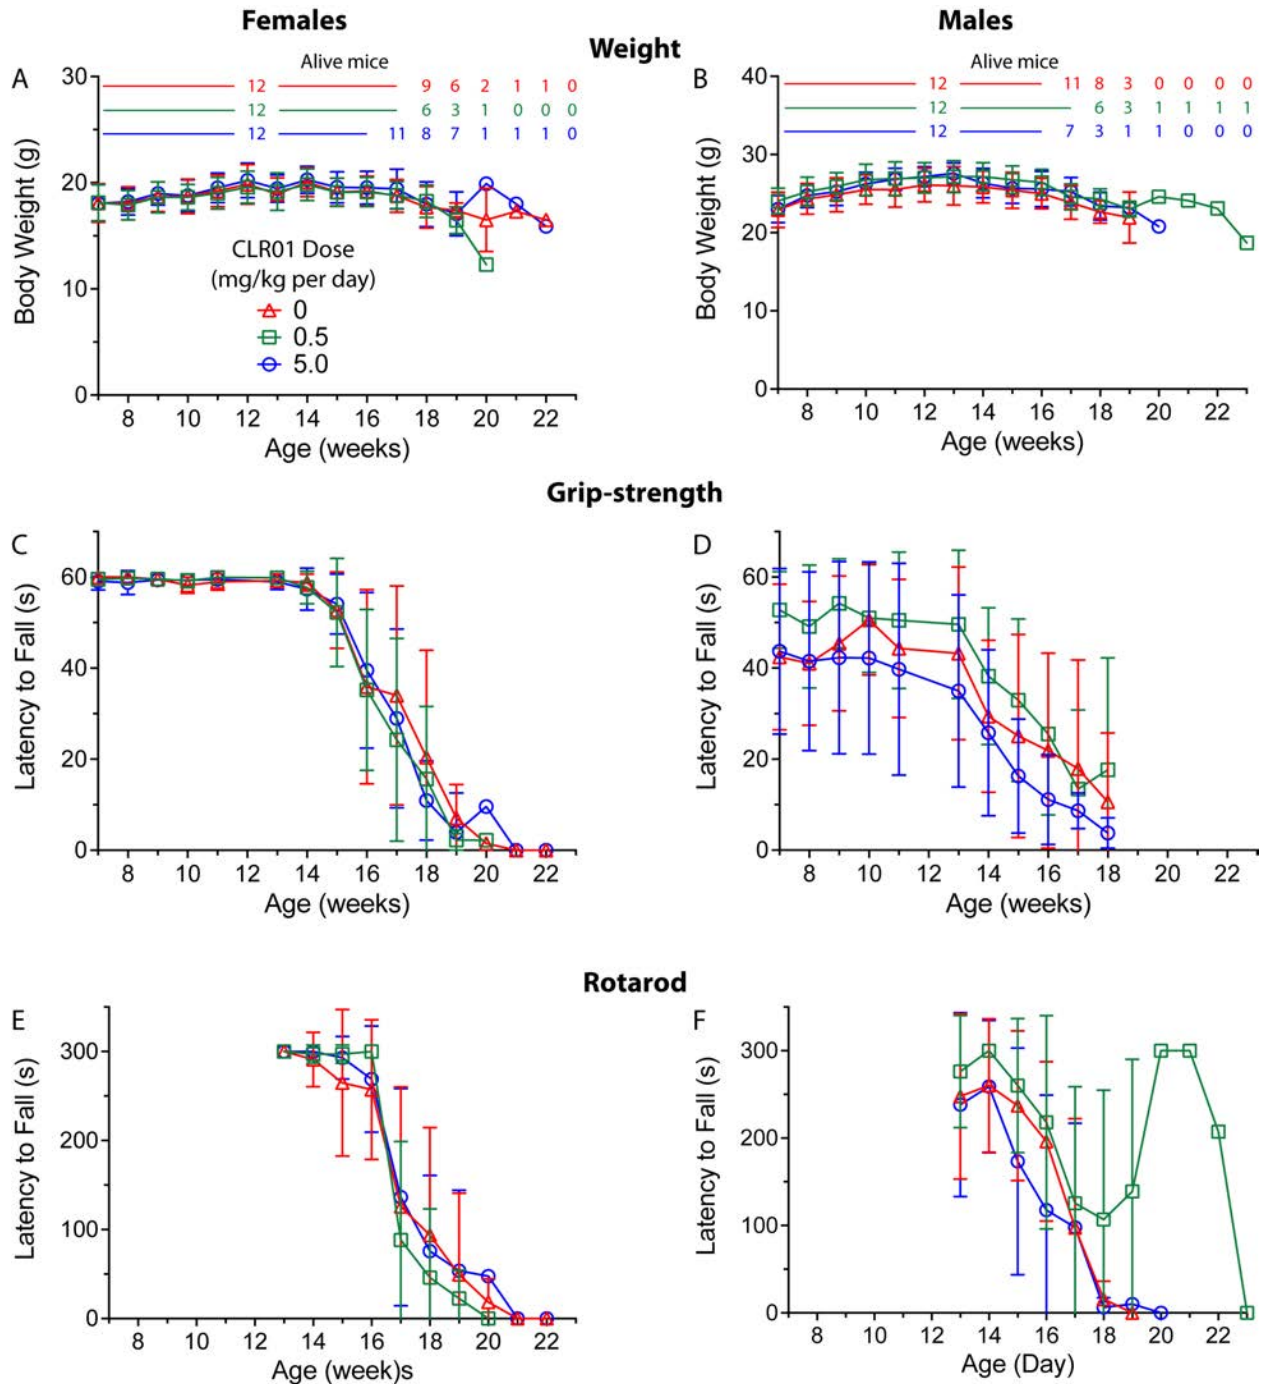 Females
Males
Weight
A
Alive mice
12 9 6 2 1 1 0
12 6 3 1 0 0 0
12 11 8 7 1 1 1 0
30
20
10
0
Body Weight (g)
CLR01 Dose
(mg/kg per day)
0
0.5
5.0
8 10 12 14 16 18 20 22
Age (weeks)
B
Alive mice
12 11 8 3 0 0 0 0
12 6 3 1 1 1 1
12 7 3 1 1 0 0 0
40
30
20
10
0
Body Weight (g)
8 10 12 14 16 18 20 22
Age (weeks)
Grip-strength
C
60
40
20
0
Latency to Fall (s)
8 10 12 14 16 18 20 22
Age (weeks)
D
60
40
20
0
Latency to Fall (s)
8 10 12 14 16 18 20 22
Age (weeks)
Rotarod
E
300
200
100
0
Latency to Fall (s)
8 10 12 14 16 18 20 22
Age (week)s
F
300
200
100
0
Latency to Fall (s)
8 10 12 14 16 18 20 22
Age (Day)